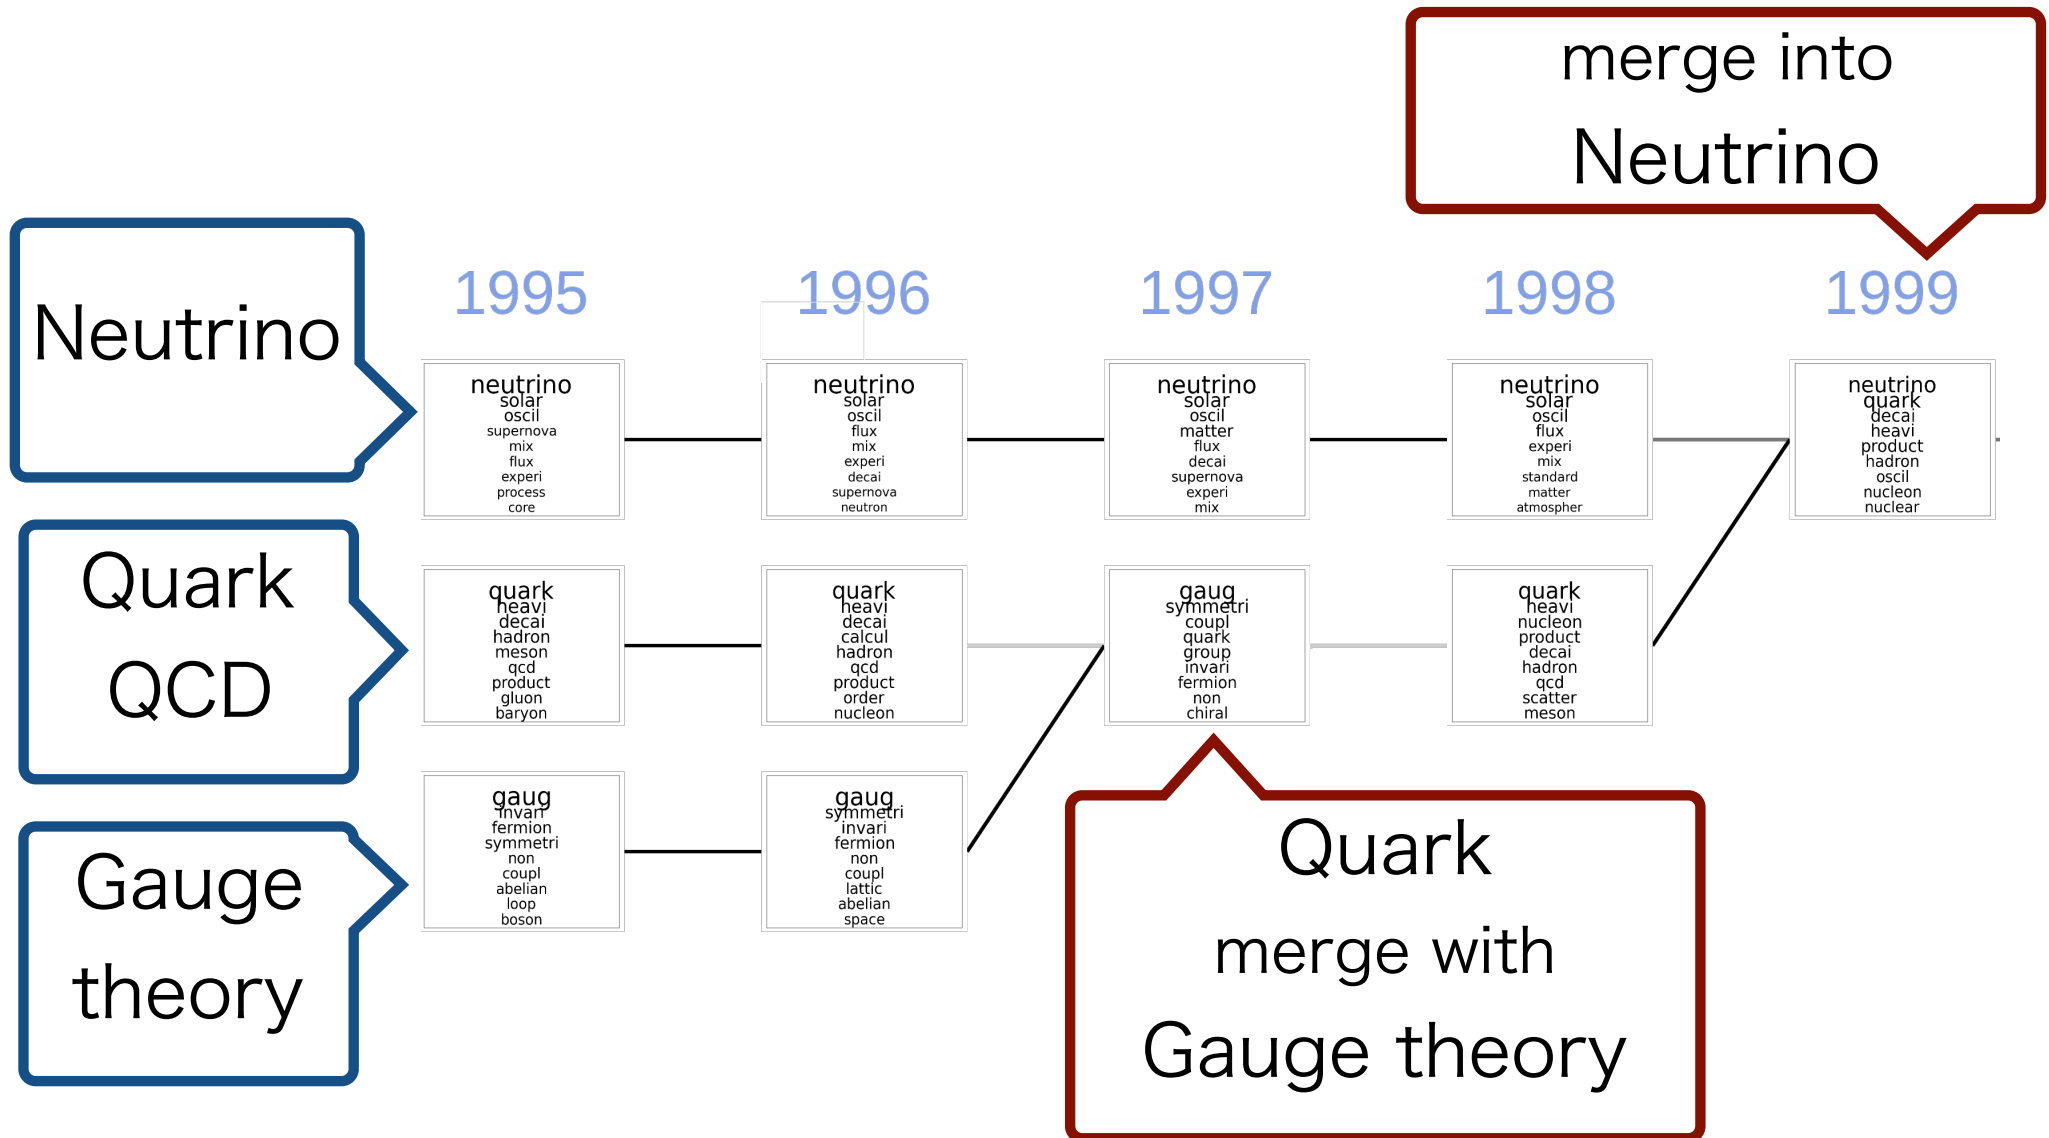 merge into
Neutrino
Neutrino
Quark
QCD
Gauge
theory
1995
1996
1997
1998
1999
neutrino
solar
oscil
supernova
mix
flux
experi
process
core
neutrino
solar
oscil
flux
mix
experi
decai
supernova
neutron
neutrino
solar
oscil
matter
flux
decai
supernova
experi
mix
neutrino
solar
oscil
flux
experi
mix
standard
matter
atmospher
neutrino
quark
decai
heavi
product
hadron
oscil
nucleon
nuclear
quark
heavi
decai
hadron
meson
qcd
product
gluon
baryon
quark
heavi
decai
calcul
hadron
qcd
product
order
nucleon
gaug
symmetri
coupl
quark
group
invari
fermion
non
chiral
quark
heavi
nucleon
product
decai
hadron
qcd
scatter
meson
gaug
invari
fermion
symmetri
non
coupl
abelian
loop
boson
gaug
symmetri
invari
fermion
non
coupl
lattic
abelian
space
Quark
merge with
Gauge theory